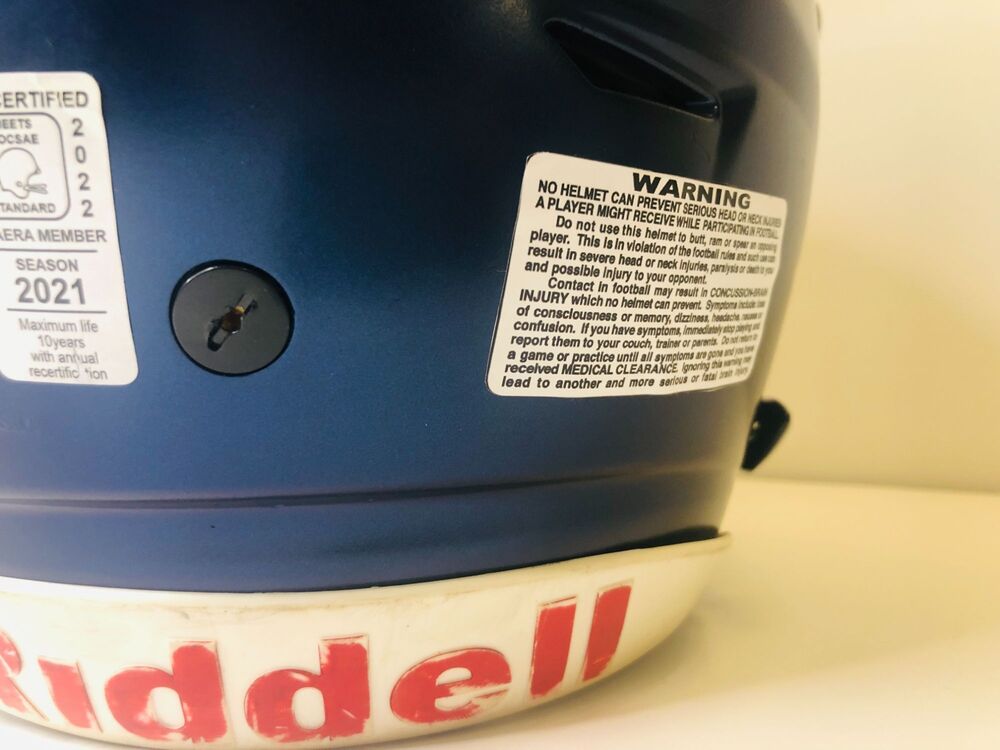 CERTIFIED
MEETS
NOCSAE
STANDARD
2
0
2
2
AERA MEMBER
SEASON
2021
Maximum life
10years
with annual
recertific tion
WARNING
NO HELMET CAN PREVENT SERIOUS HEAD OR NECK INJURIES
A PLAYER MIGHT RECEIVE WHILE PARTICIPATING IN FOOTBALL.
Do not use this helmet to butt, ram or spear an opposing
player. This is in violation of the football rules and such use can
result in severe head or neck injuries, paralysis or death to you
and possible injury to your opponent.
Contact in football may result in CONCUSSION-BRAIN
INJURY which no helmet can prevent. Symptoms include: loss
of consciousness or memory, dizziness, headache, nausea or
confusion. If you have symptoms, immediately stop playing and
report them to your couch, trainer or parents. Do not return to
a game or practice until all symptoms are gone and you have
received MEDICAL CLEARANCE. Ignoring this warning may
lead to another and more serious or fatal brain injury.
Riddell